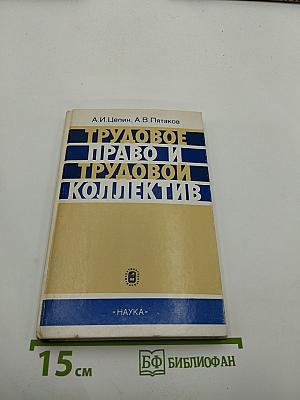 А.И.Цепин, А.В.Пятаков
ТРУДОВОЕ
ПРАВО И
ТРУДОВОЙ
КОЛЛЕКТИВ
«НАУКА»
15 см
БФ БИБЛИОФАН